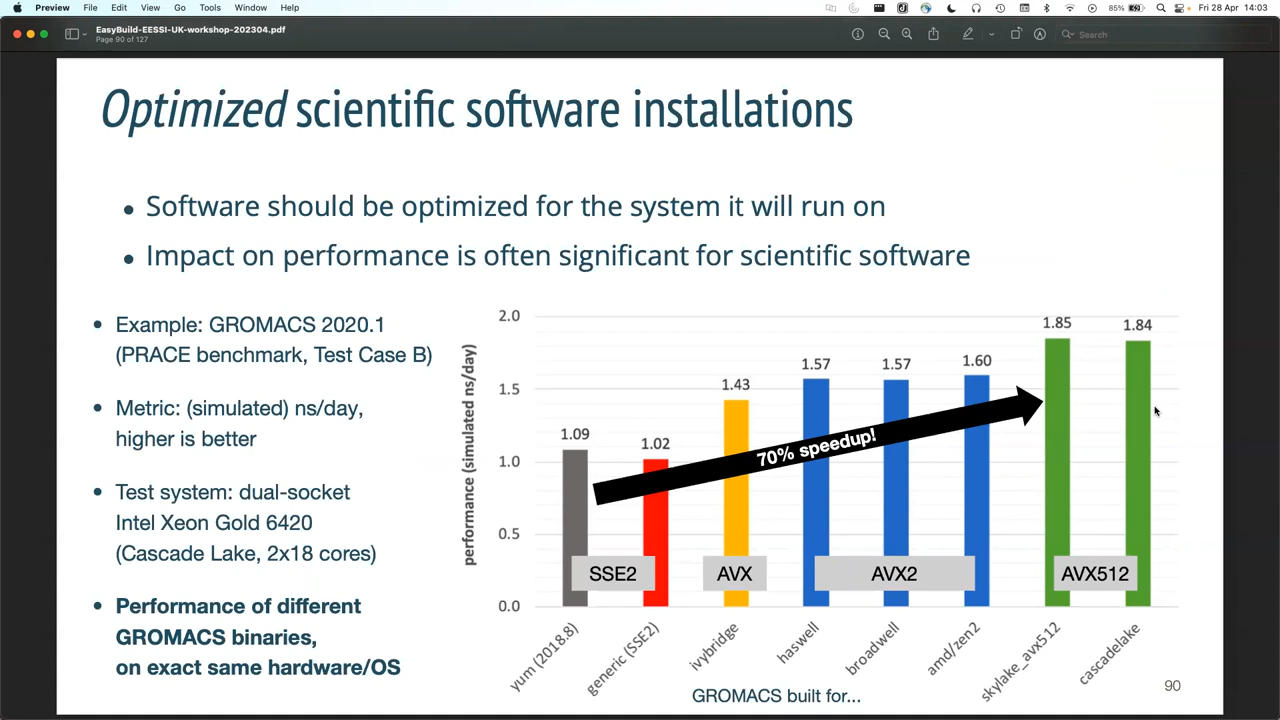 Preview File Edit View Go Tools Window Help
85% Fri 28 Apr 14:03
EasyBuild-EESSI-UK-workshop-202304.pdf
Page 90 of 127
Search
Optimized scientific software installations
• Software should be optimized for the system it will run on
• Impact on performance is often significant for scientific software
• Example: GROMACS 2020.1
(PRACE benchmark, Test Case B)
• Metric: (simulated) ns/day,
higher is better
• Test system: dual-socket
Intel Xeon Gold 6420
(Cascade Lake, 2x18 cores)
• Performance of different
GROMACS binaries,
on exact same hardware/OS
performance (simulated ns/day)
2.0
1.5
1.0
0.5
0.0
1.09
1.02
1.43
1.57
1.57
1.60
1.85
1.84
70% speedup!
SSE2
AVX
AVX2
AVX512
yum (2018.8)
generic (SSE2)
ivybridge
haswell
broadwell
amd/zen2
skylake_avx512
cascadelake
GROMACS built for...
90